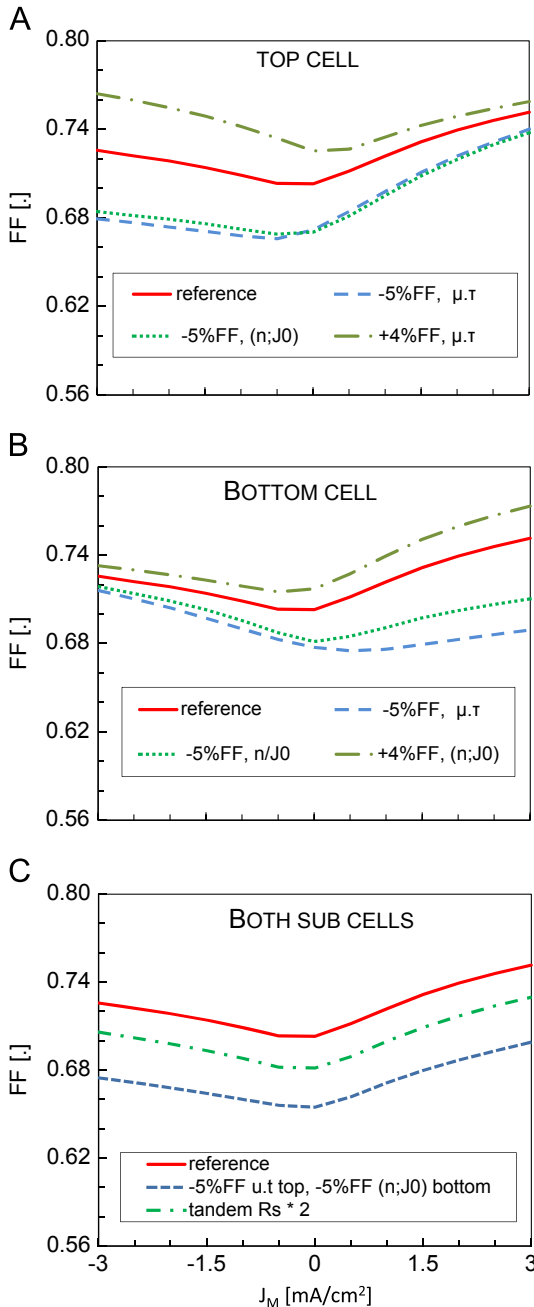 A
0.80
TOP CELL
0.74
0.68
FF [.]
0.62
reference
-5%FF, μ.τ
-5%FF, (n;J0)
+4%FF, μ.τ
0.56
B
0.80
BOTTOM CELL
0.74
0.68
FF [.]
0.62
reference
-5%FF, μ.τ
-5%FF, n/J0
+4%FF, (n;J0)
0.56
C
0.80
BOTH SUB CELLS
0.74
0.68
FF [.]
0.62
reference
-5%FF u.t top, -5%FF (n;J0) bottom
tandem Rs * 2
0.56
-3 -1.5 0 1.5 3
J_M [mA/cm²]